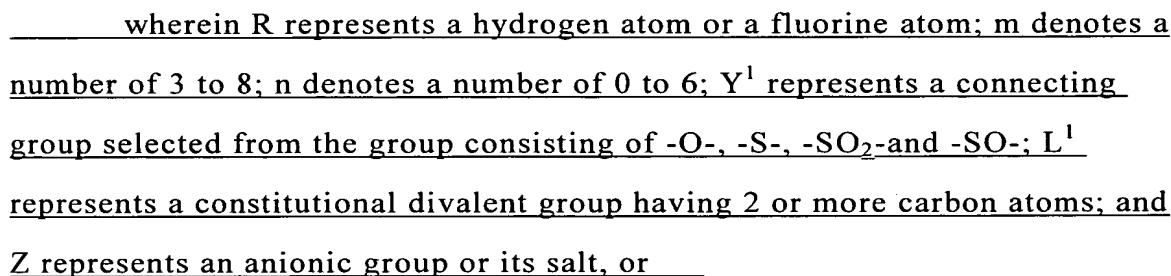 wherein R represents a hydrogen atom or a fluorine atom; m denotes a
number of 3 to 8; n denotes a number of 0 to 6; Y¹ represents a connecting
group selected from the group consisting of -O-, -S-, -SO₂-and -SO-; L¹
represents a constitutional divalent group having 2 or more carbon atoms; and
Z represents an anionic group or its salt, or